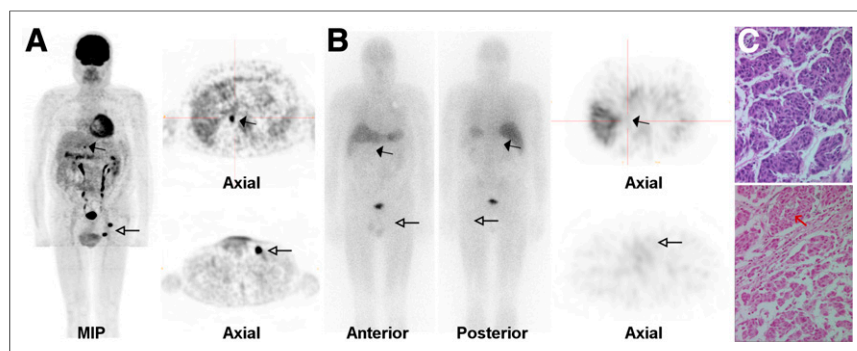 A
B
C
Axial
Axial
Axial
Axial
MIP
Anterior
Posterior